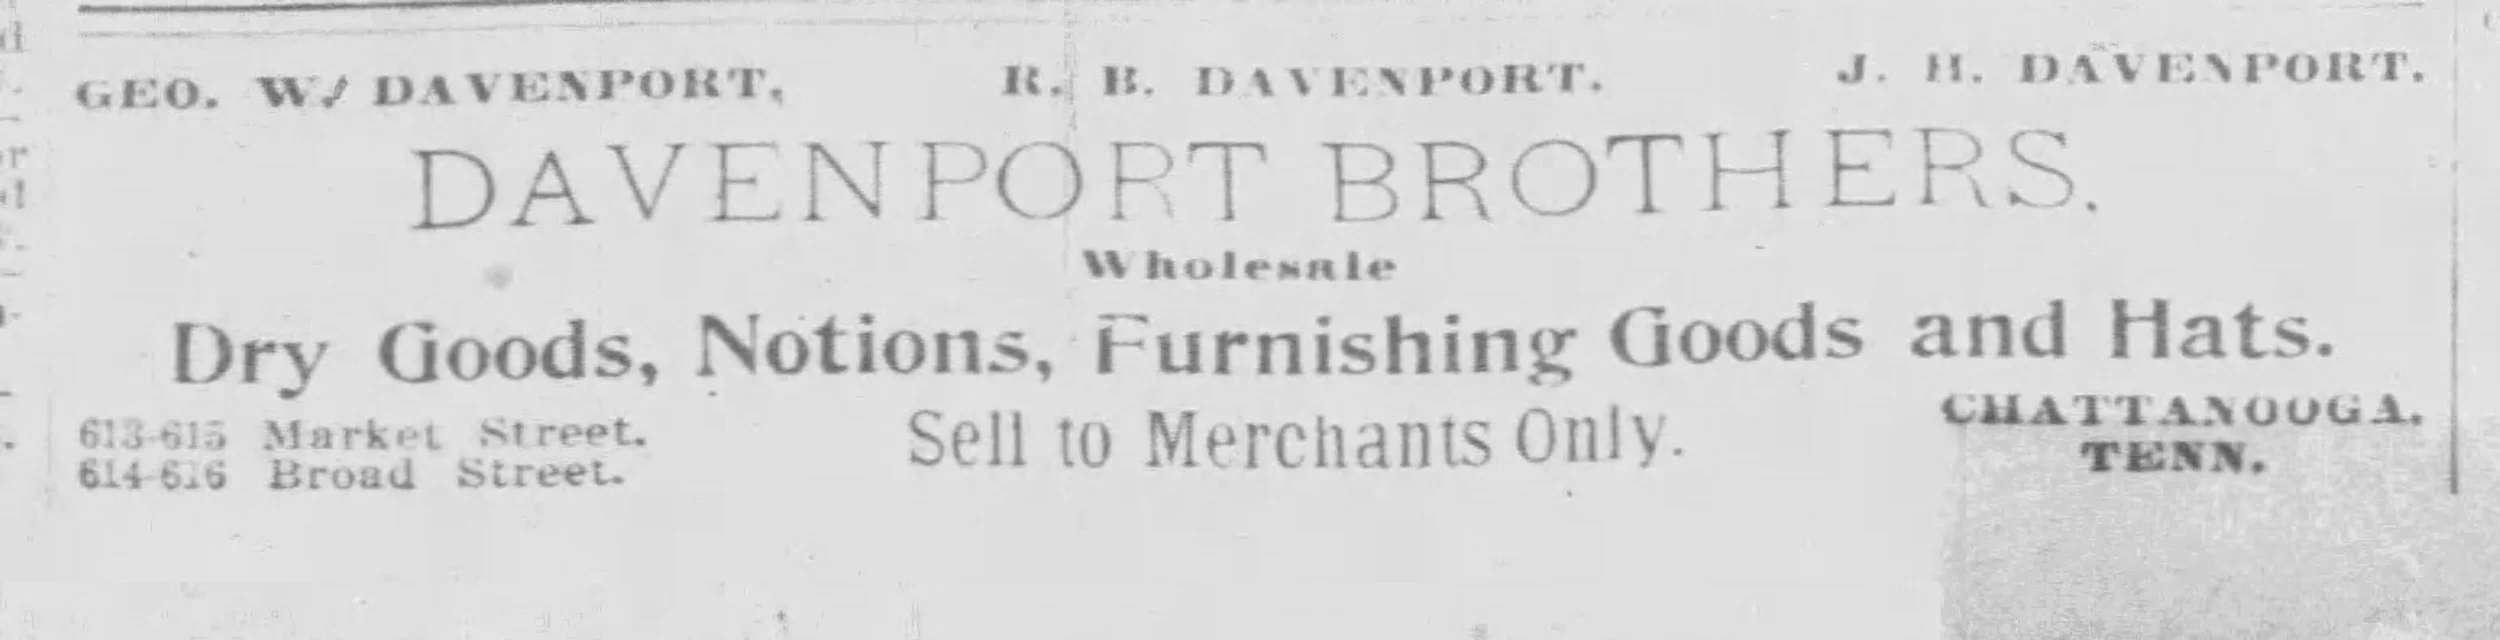 GEO. W. DAVENPORT, R. B. DAVENPORT. J. H. DAVENPORT.
DAVENPORT BROTHERS.
Wholesale
Dry Goods, Notions, Furnishing Goods and Hats.
613-615 Market Street. Sell to Merchants Only. CHATTANOOGA,
614-616 Broad Street. TENN.